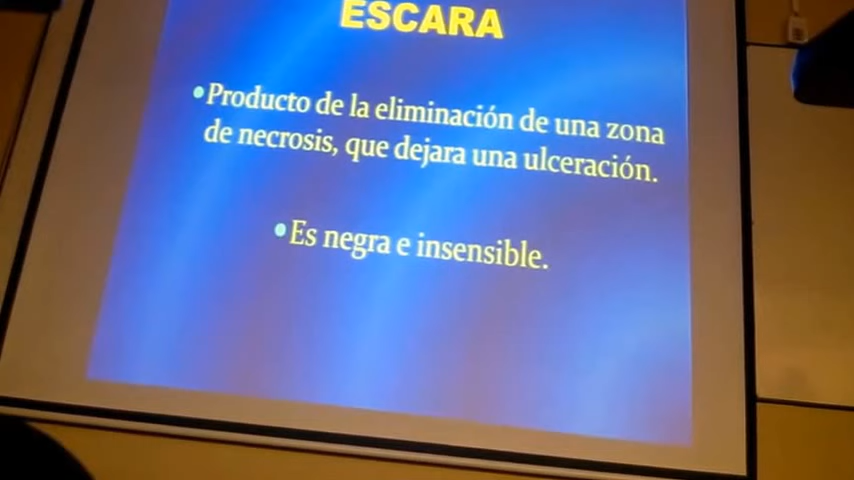 ESCARA
•Producto de la eliminación de una zona
de necrosis, que dejara una ulceración.
•Es negra e insensible.